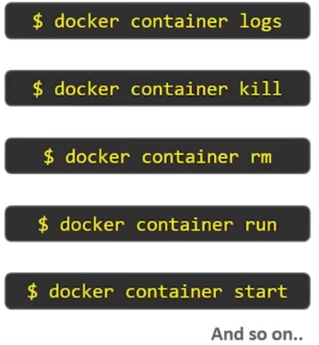 $ docker container logs
$ docker container kill
$ docker container rm
$ docker container run
$ docker container start
And so on..